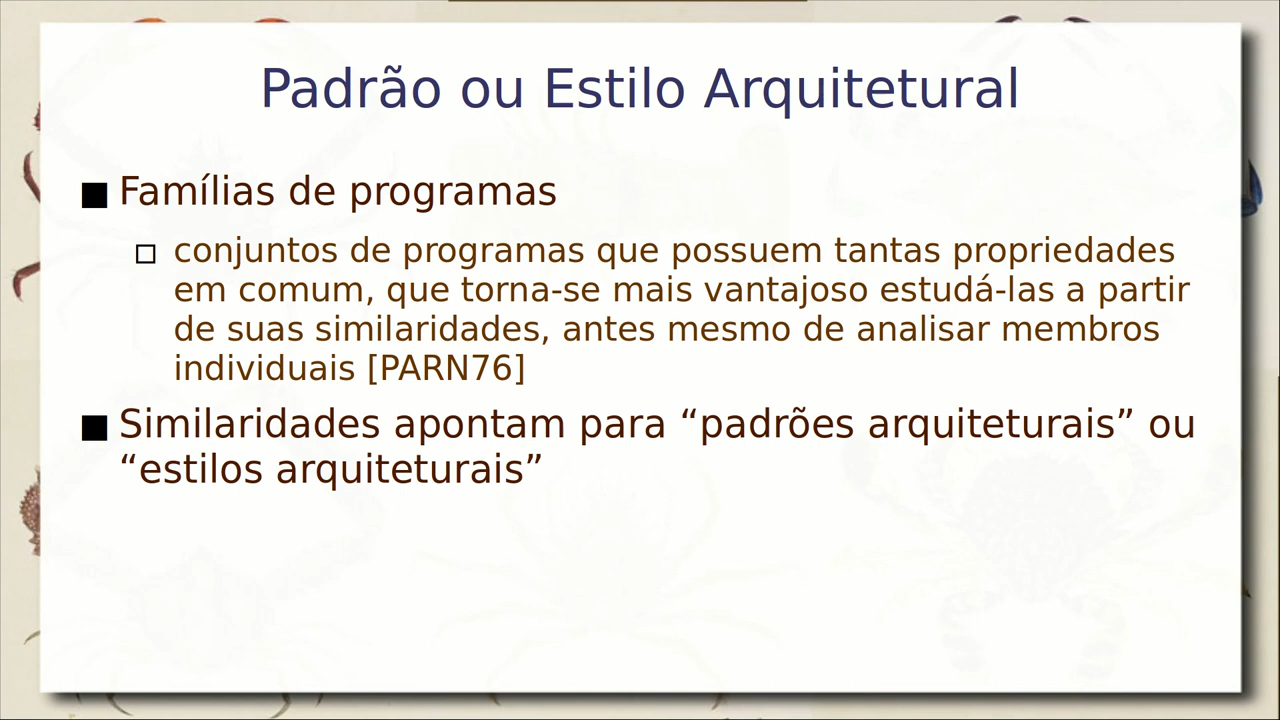 Padrão ou Estilo Arquitetural
Famílias de programas
conjuntos de programas que possuem tantas propriedades
em comum, que torna-se mais vantajoso estudá-las a partir
de suas similaridades, antes mesmo de analisar membros
individuais [PARN76]
Similaridades apontam para “padrões arquiteturais” ou
“estilos arquiteturais”